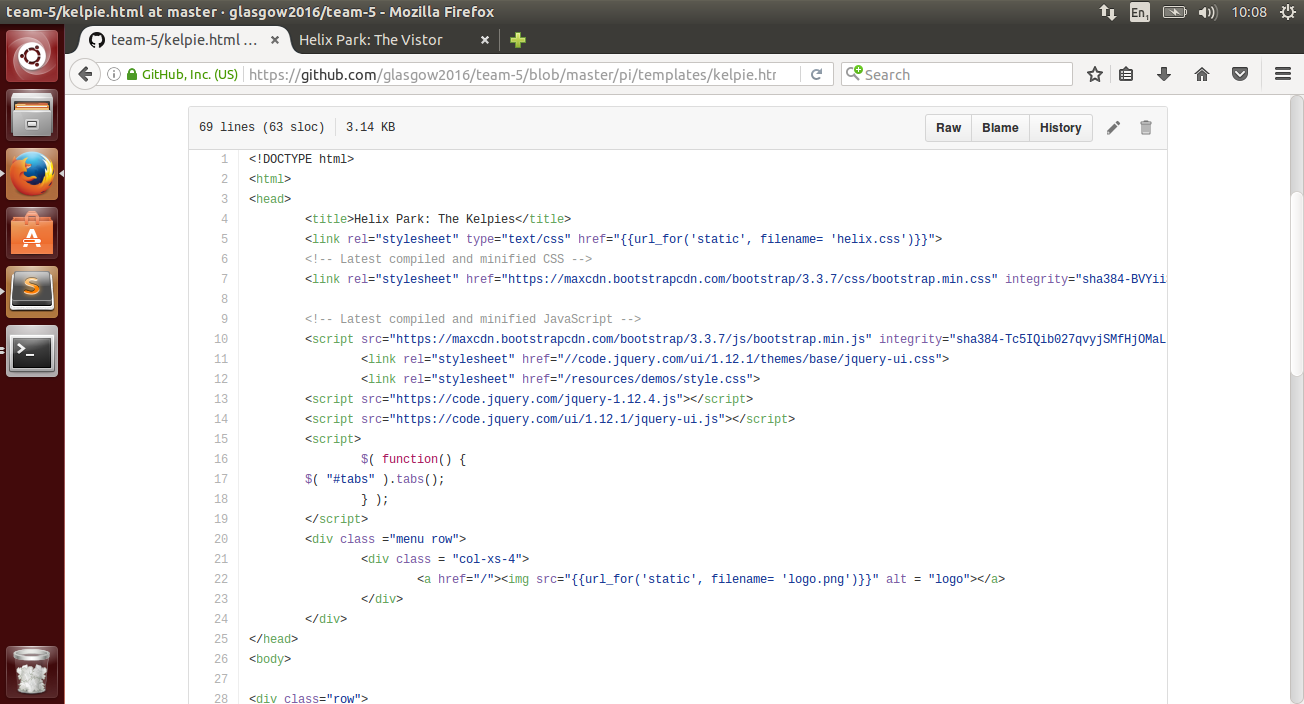 team-5/kelpie.html at master · glasgow2016/team-5 - Mozilla Firefox
En1
10:08
team-5/kelpie.html ...
Helix Park: The Vistor
GitHub, Inc. (US)
https://github.com/glasgow2016/team-5/blob/master/pi/templates/kelpie.htr
Search
69 lines (63 sloc)
3.14 KB
Raw
Blame
History
1 <!DOCTYPE html>
2 <html>
3 <head>
4 <title>Helix Park: The Kelpies</title>
5 <link rel="stylesheet" type="text/css" href="{{url_for('static', filename= 'helix.css')}}">
6 <!-- Latest compiled and minified CSS -->
7 <link rel="stylesheet" href="https://maxcdn.bootstrapcdn.com/bootstrap/3.3.7/css/bootstrap.min.css" integrity="sha384-BVYii
8
9 <!-- Latest compiled and minified JavaScript -->
10 <script src="https://maxcdn.bootstrapcdn.com/bootstrap/3.3.7/js/bootstrap.min.js" integrity="sha384-Tc5IQib027qvyjSMfHjOMaL
11 <link rel="stylesheet" href="//code.jquery.com/ui/1.12.1/themes/base/jquery-ui.css">
12 <link rel="stylesheet" href="/resources/demos/style.css">
13 <script src="https://code.jquery.com/jquery-1.12.4.js"></script>
14 <script src="https://code.jquery.com/ui/1.12.1/jquery-ui.js"></script>
15 <script>
16 $( function() {
17 $( "#tabs" ).tabs();
18 } );
19 </script>
20 <div class ="menu row">
21 <div class = "col-xs-4">
22 <a href="/"><img src="{{url_for('static', filename= 'logo.png')}}" alt = "logo"></a>
23 </div>
24 </div>
25 </head>
26 <body>
27
28 <div class="row">